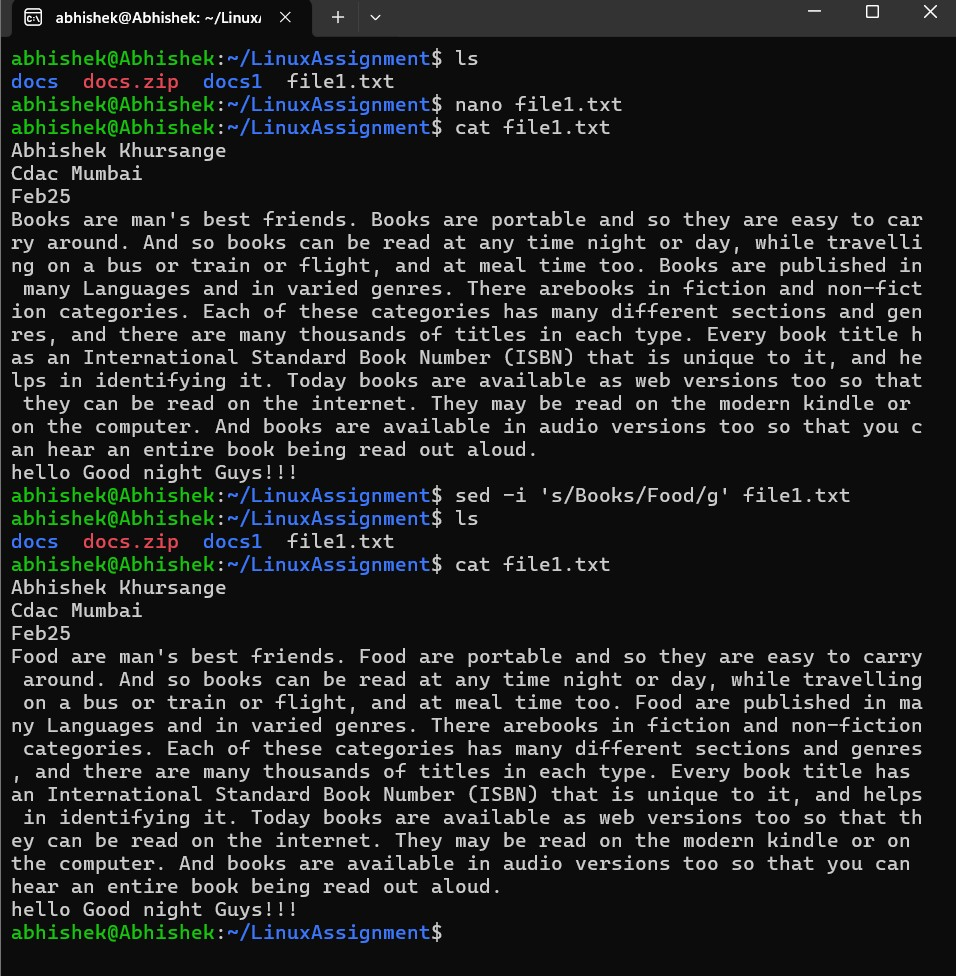 abhishek@Abhishek: ~/Linux/
abhishek@Abhishek:~/LinuxAssignment$ ls
docs  docs.zip  docs1  file1.txt
abhishek@Abhishek:~/LinuxAssignment$ nano file1.txt
abhishek@Abhishek:~/LinuxAssignment$ cat file1.txt
Abhishek Khursange
Cdac Mumbai
Feb25
Books are man's best friends. Books are portable and so they are easy to car
ry around. And so books can be read at any time night or day, while travelli
ng on a bus or train or flight, and at meal time too. Books are published in
 many Languages and in varied genres. There arebooks in fiction and non-fict
ion categories. Each of these categories has many different sections and gen
res, and there are many thousands of titles in each type. Every book title h
as an International Standard Book Number (ISBN) that is unique to it, and he
lps in identifying it. Today books are available as web versions too so that
 they can be read on the internet. They may be read on the modern kindle or
on the computer. And books are available in audio versions too so that you c
an hear an entire book being read out aloud.
hello Good night Guys!!!
abhishek@Abhishek:~/LinuxAssignment$ sed -i 's/Books/Food/g' file1.txt
abhishek@Abhishek:~/LinuxAssignment$ ls
docs  docs.zip  docs1  file1.txt
abhishek@Abhishek:~/LinuxAssignment$ cat file1.txt
Abhishek Khursange
Cdac Mumbai
Feb25
Food are man's best friends. Food are portable and so they are easy to carry
 around. And so books can be read at any time night or day, while travelling
 on a bus or train or flight, and at meal time too. Food are published in ma
ny Languages and in varied genres. There arebooks in fiction and non-fiction
 categories. Each of these categories has many different sections and genres
, and there are many thousands of titles in each type. Every book title has
an International Standard Book Number (ISBN) that is unique to it, and helps
 in identifying it. Today books are available as web versions too so that th
ey can be read on the internet. They may be read on the modern kindle or on
the computer. And books are available in audio versions too so that you can
hear an entire book being read out aloud.
hello Good night Guys!!!
abhishek@Abhishek:~/LinuxAssignment$